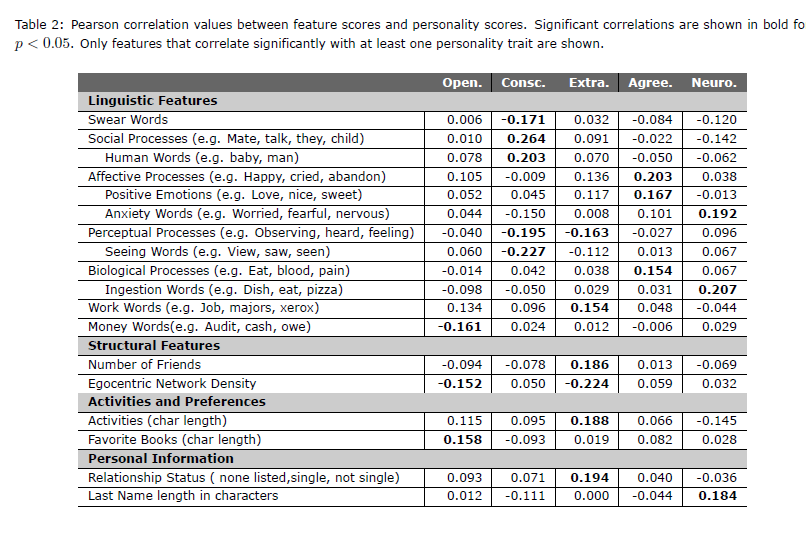 Table 2: Pearson correlation values between feature scores and personality scores. Significant correlations are shown in bold fo
p < 0.05. Only features that correlate significantly with at least one personality trait are shown.
Open. Consc. Extra. Agree. Neuro.
Linguistic Features
Swear Words 0.006 -0.171 0.032 -0.084 -0.120
Social Processes (e.g. Mate, talk, they, child) 0.010 0.264 0.091 -0.022 -0.142
Human Words (e.g. baby, man) 0.078 0.203 0.070 -0.050 -0.062
Affective Processes (e.g. Happy, cried, abandon) 0.105 -0.009 0.136 0.203 0.038
Positive Emotions (e.g. Love, nice, sweet) 0.052 0.045 0.117 0.167 -0.013
Anxiety Words (e.g. Worried, fearful, nervous) 0.044 -0.150 0.008 0.101 0.192
Perceptual Processes (e.g. Observing, heard, feeling) -0.040 -0.195 -0.163 -0.027 0.096
Seeing Words (e.g. View, saw, seen) 0.060 -0.227 -0.112 0.013 0.067
Biological Processes (e.g. Eat, blood, pain) -0.014 0.042 0.038 0.154 0.067
Ingestion Words (e.g. Dish, eat, pizza) -0.098 -0.050 0.029 0.031 0.207
Work Words (e.g. Job, majors, xerox) 0.134 0.096 0.154 0.048 -0.044
Money Words(e.g. Audit, cash, owe) -0.161 0.024 0.012 -0.006 0.029
Structural Features
Number of Friends -0.094 -0.078 0.186 0.013 -0.069
Egocentric Network Density -0.152 0.050 -0.224 0.059 0.032
Activities and Preferences
Activities (char length) 0.115 0.095 0.188 0.066 -0.145
Favorite Books (char length) 0.158 -0.093 0.019 0.082 0.028
Personal Information
Relationship Status ( none listed,single, not single) 0.093 0.071 0.194 0.040 -0.036
Last Name length in characters 0.012 -0.111 0.000 -0.044 0.184